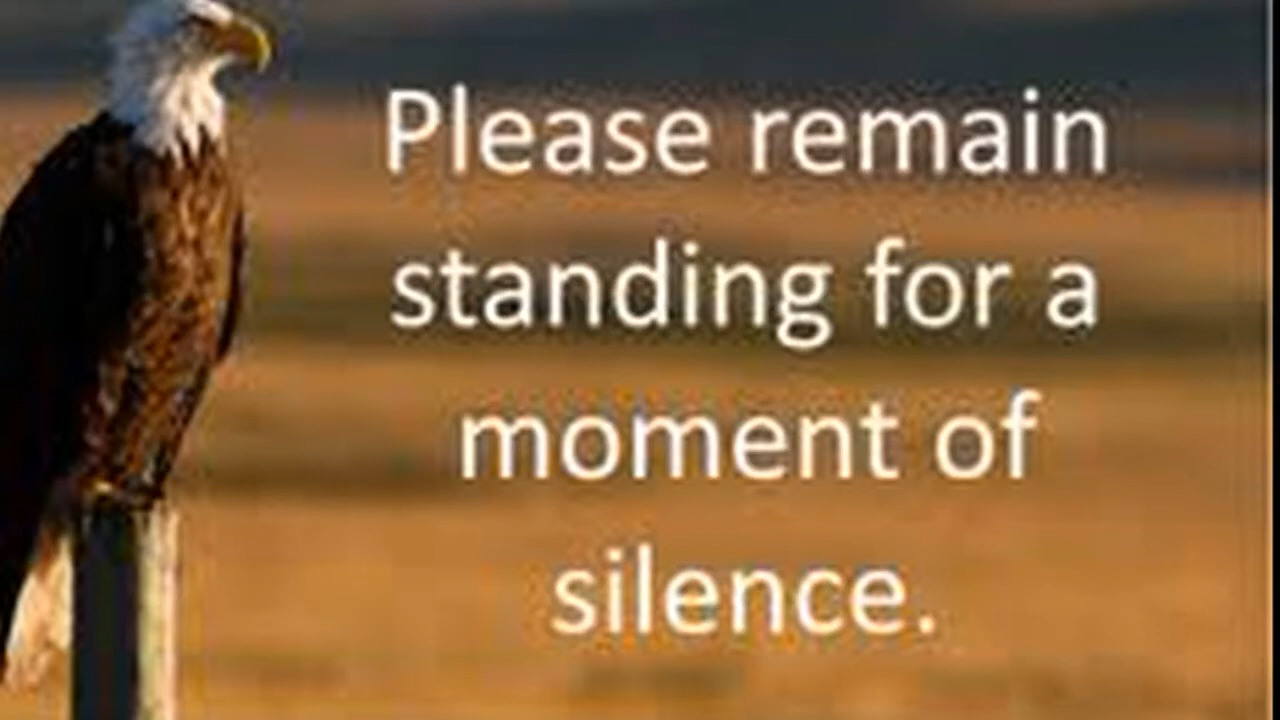 Please remain
standing for a
moment of
silence.